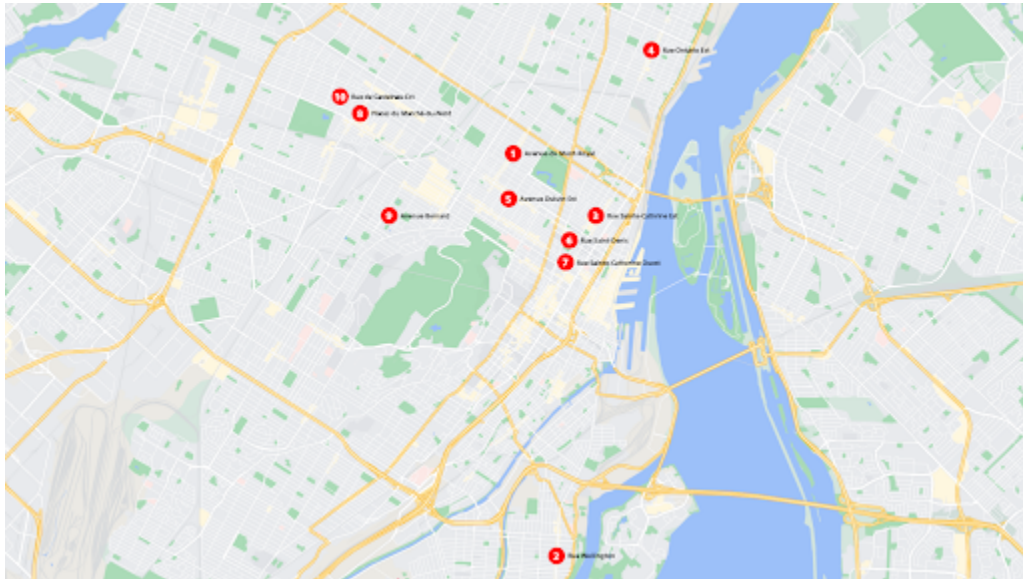 4 Rue Ontario Est
10 Rue de Castelnau Est
8 Place du Marché-du-Nord
1 Avenue du Mont-Royal
5 Avenue Duluth Est
9 Avenue Bernard
3 Rue Sainte-Catherine Est
6 Rue Saint-Denis
7 Rue Sainte-Catherine Ouest
2 Rue Wellington